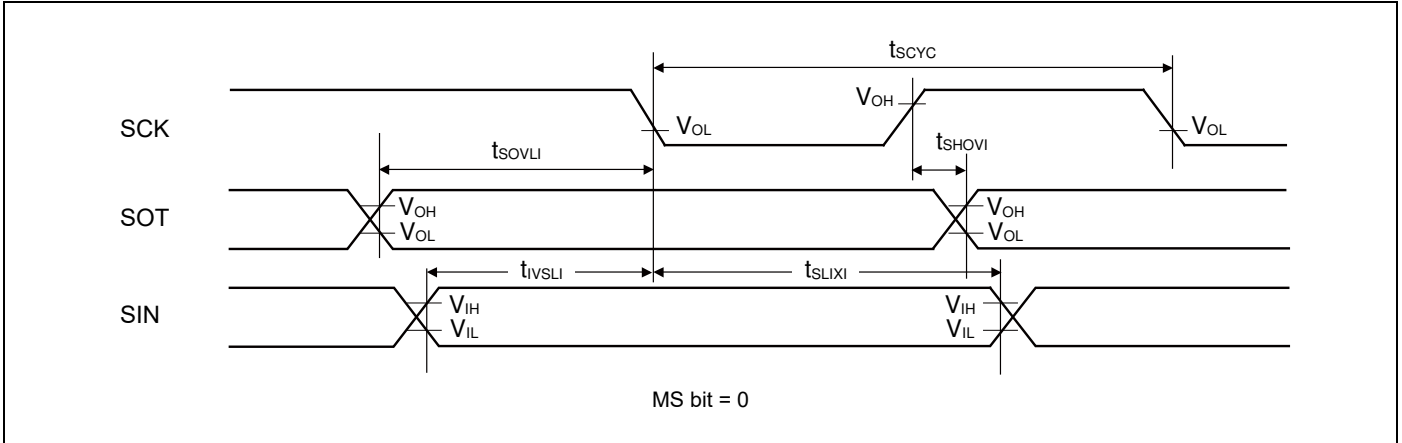 tSCYC
SCK
VOH
VOL
VOL
tSOVLI
tSHOVI
SOT
VOH
VOL
VOH
VOL
tIVSLI
tSLIXI
SIN
VIH
VIL
VIH
VIL
MS bit = 0